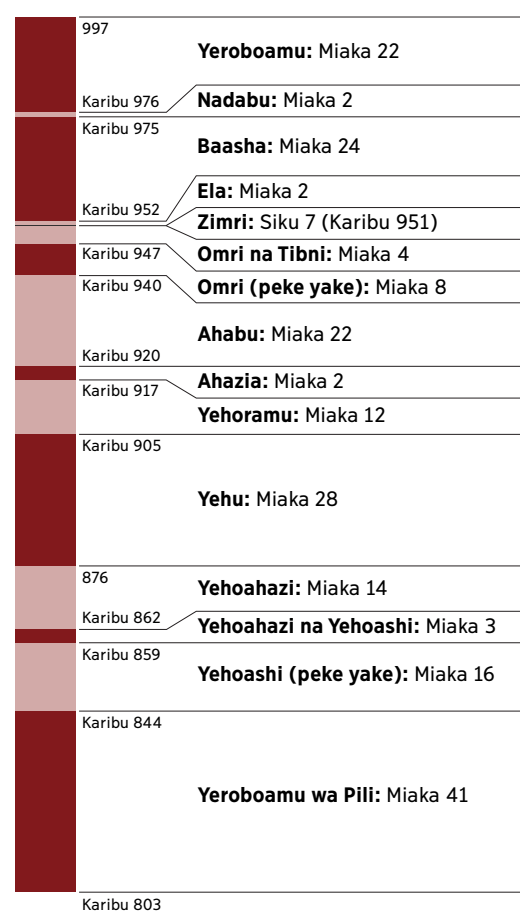 997
Yeroboamu: Miaka 22
Karibu 976
Nadabu: Miaka 2
Karibu 975
Baasha: Miaka 24
Karibu 952
Ela: Miaka 2
Zimri: Siku 7 (Karibu 951)
Karibu 947
Omri na Tibni: Miaka 4
Karibu 940
Omri (peke yake): Miaka 8
Ahabu: Miaka 22
Karibu 920
Ahazia: Miaka 2
Karibu 917
Yehoramu: Miaka 12
Karibu 905
Yehu: Miaka 28
876
Yehoahazi: Miaka 14
Karibu 862
Yehoahazi na Yehoashi: Miaka 3
Karibu 859
Yehoashi (peke yake): Miaka 16
Karibu 844
Yeroboamu wa Pili: Miaka 41
Karibu 803